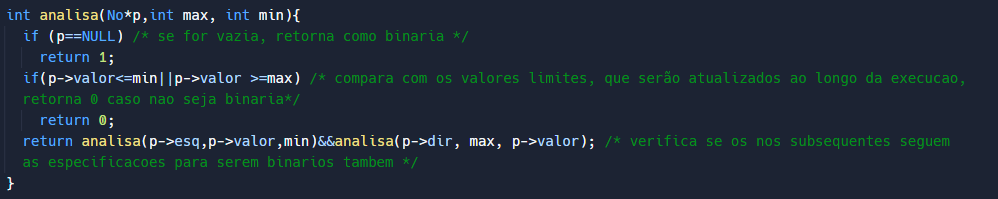 int analisa(No*p,int max, int min){
if (p==NULL) /* se for vazia, retorna como binaria */
return 1;
if(p->valor<=min||p->valor >=max) /* compara com os valores limites, que serão atualizados ao longo da execucao,
retorna 0 caso nao seja binaria*/
return 0;
return analisa(p->esq,p->valor,min)&&analisa(p->dir, max, p->valor); /* verifica se os nos subsequentes seguem
as especificacoes para serem binarios tambem */
}